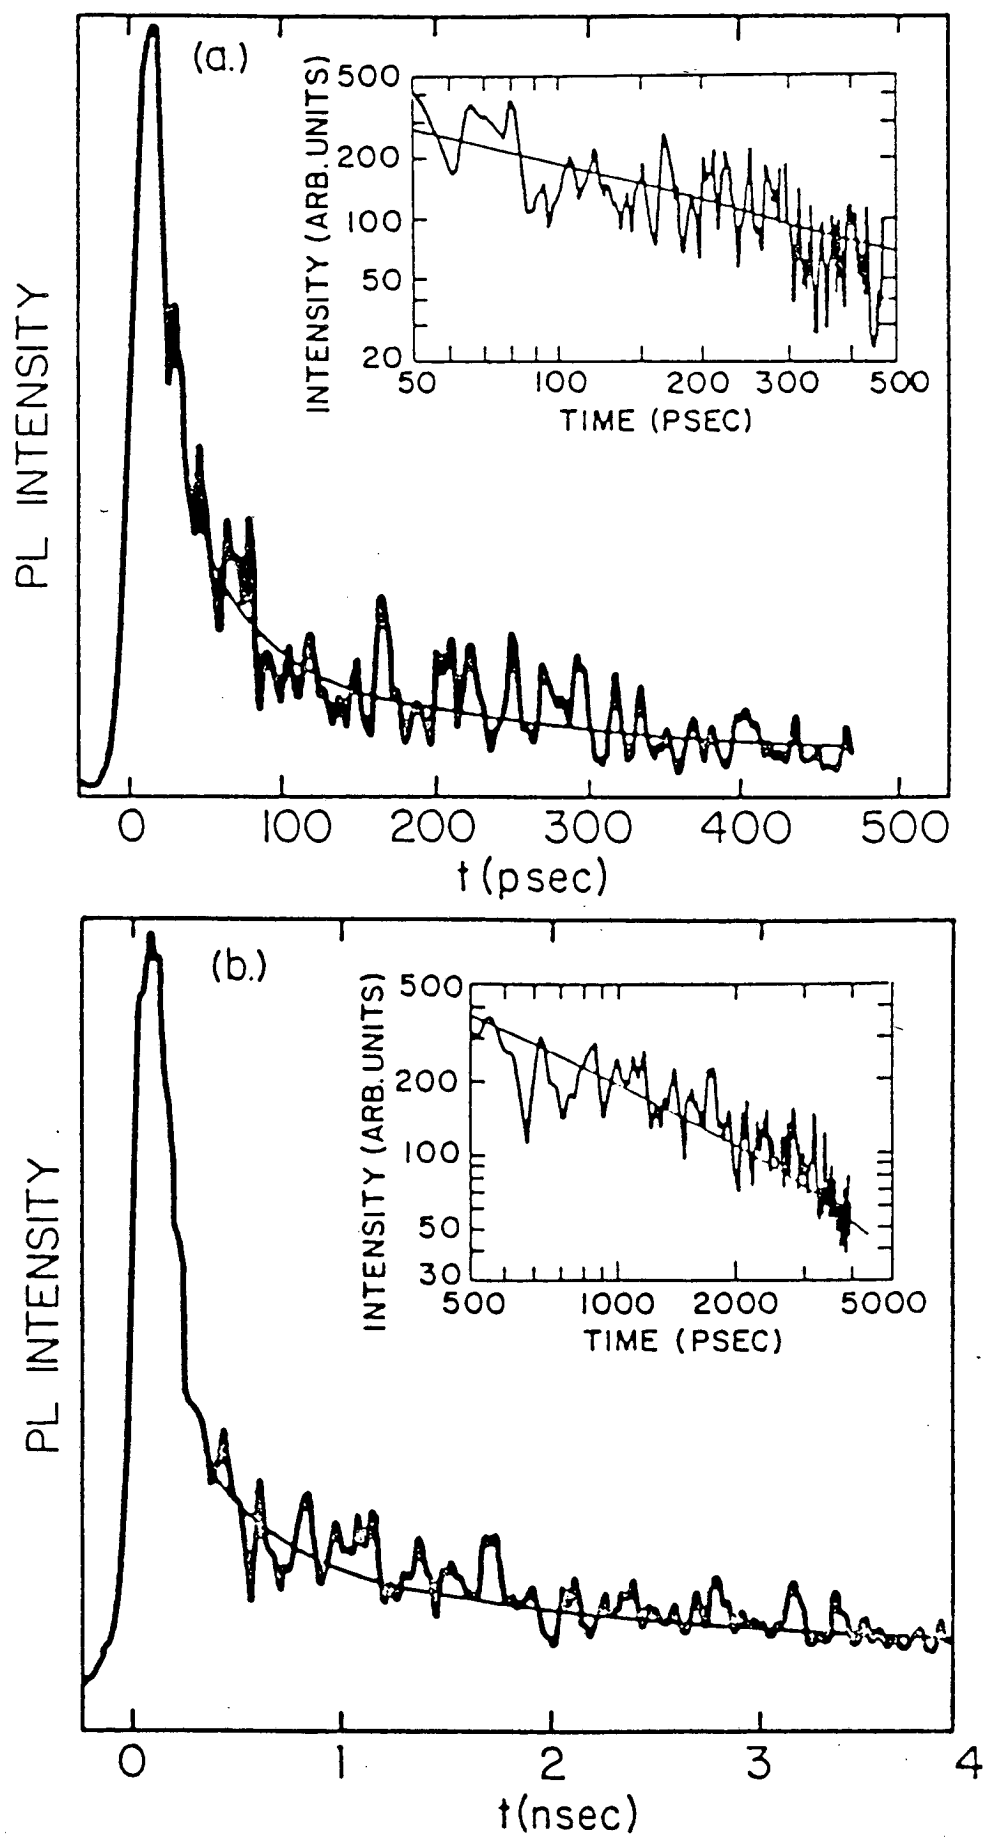 (a.)
PL INTENSITY
INTENSITY (ARB. UNITS)
500
200
100
50
20
50 100 200 300 500
TIME (PSEC)
0 100 200 300 400 500
t(psec)
(b.)
PL INTENSITY
INTENSITY (ARB. UNITS)
500
200
100
50
30
500 1000 2000 5000
TIME (PSEC)
0 1 2 3 4
t(nsec)